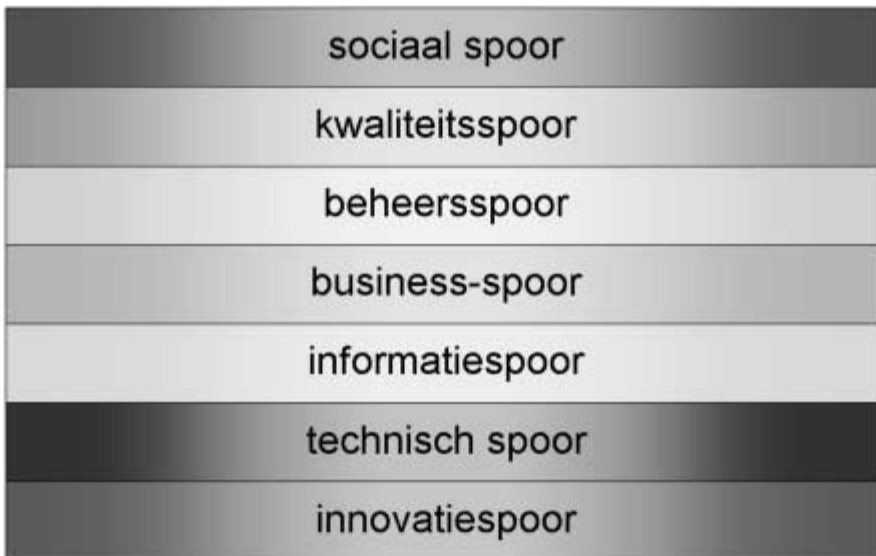 sociaal spoor
kwaliteitsspoor
beheersspoor
business-spoor
informatiespoor
technisch spoor
innovatiespoor